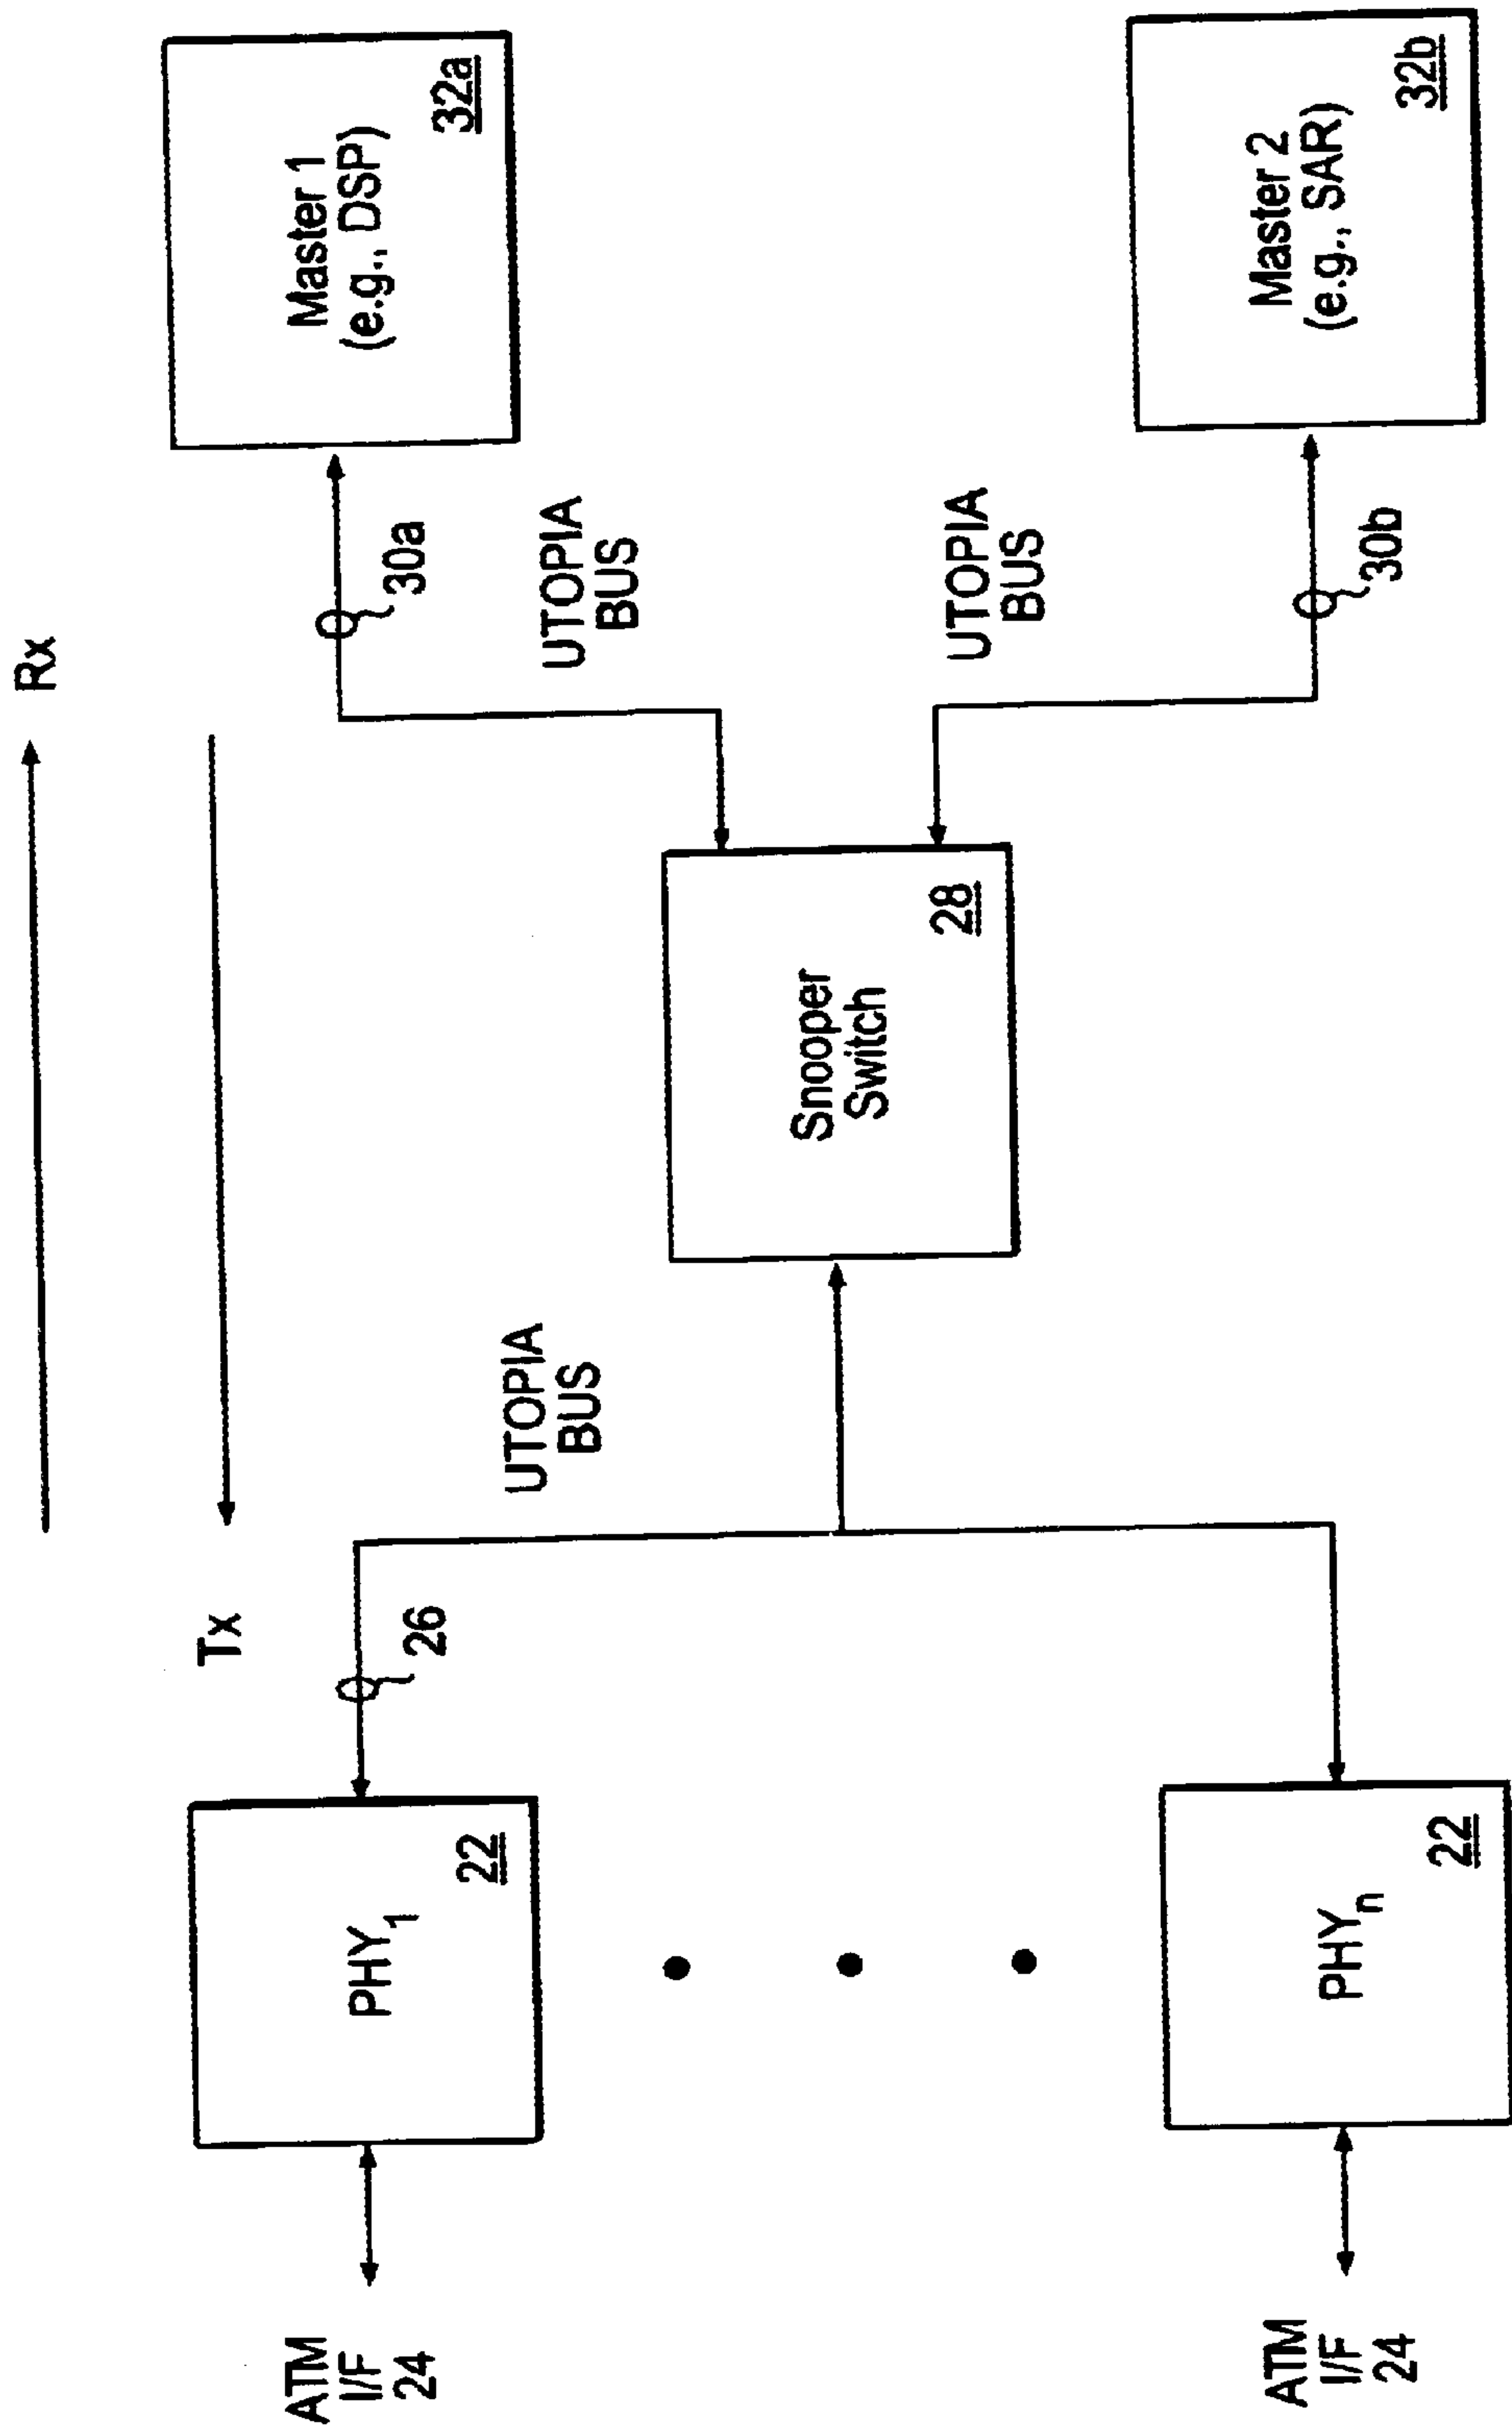 Rx
Tx
ATM
I/F
24
PHY1
22
26
UTOPIA
BUS
Snooper
Switch
28
30a
UTOPIA
BUS
Master 1
(e.g., DSP)
32a
ATM
I/F
24
PHYn
22
UTOPIA
BUS
30b
Master 2
(e.g., SAR)
32b